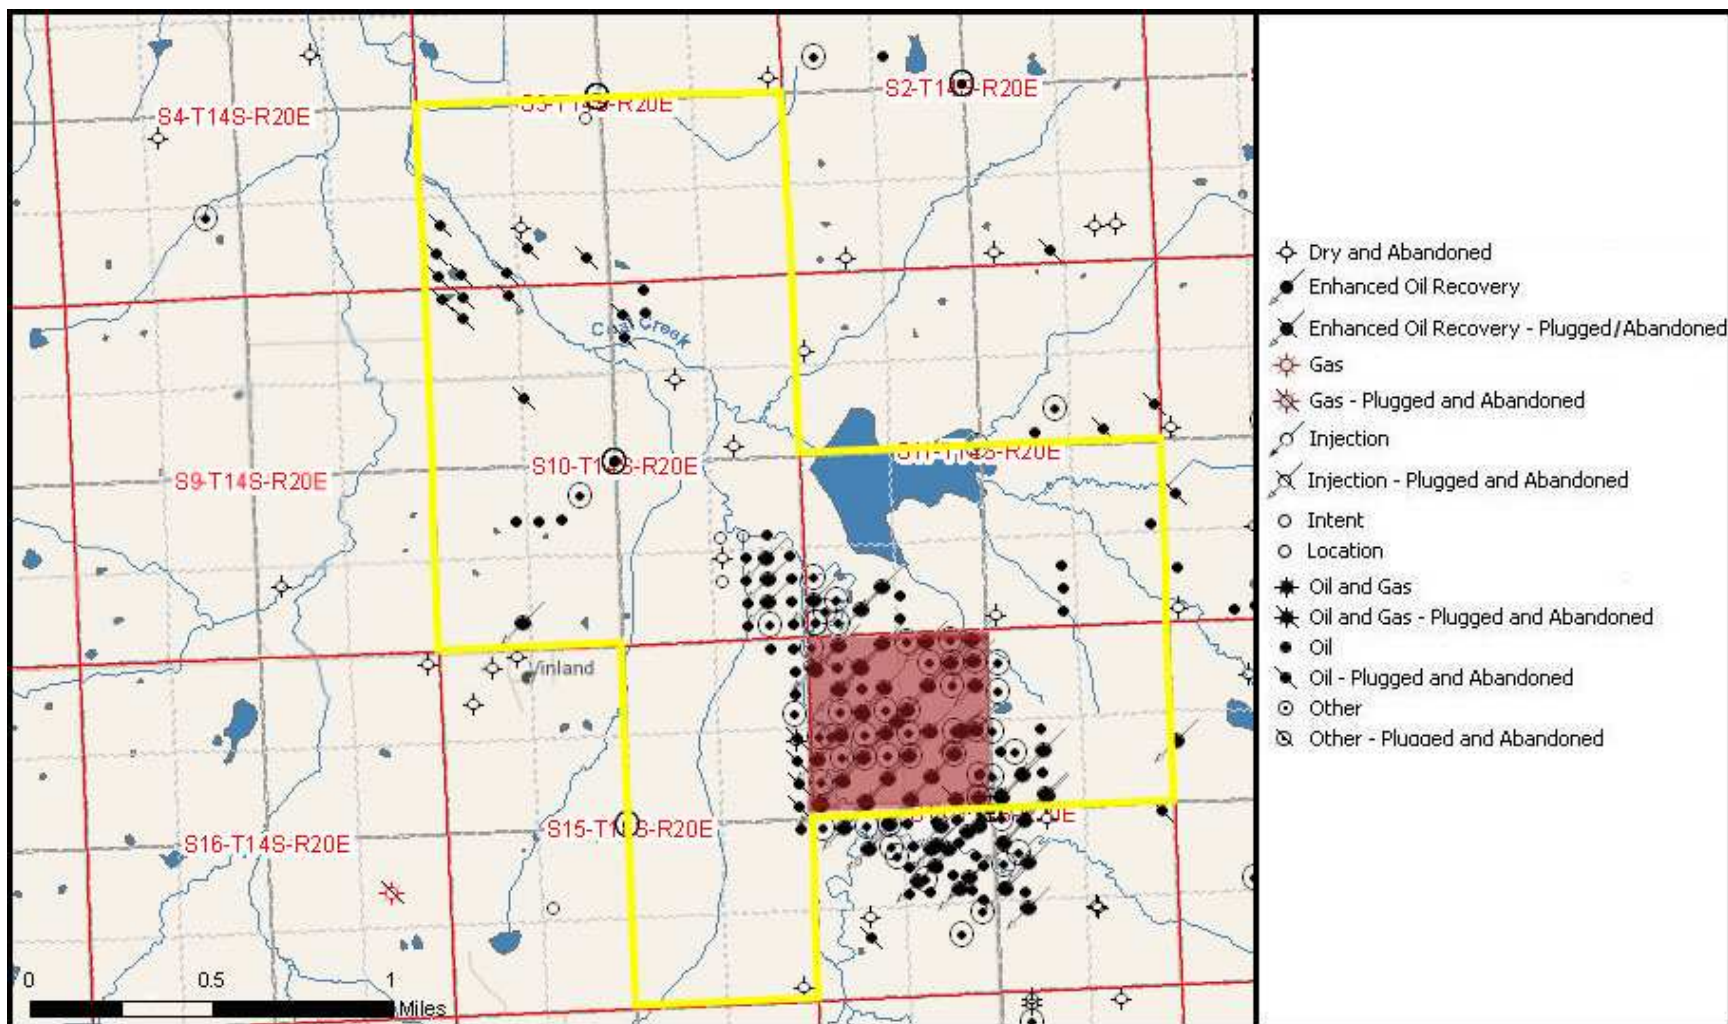 S4-T14S-R20E
S3-T14S-R20E
S2-T14S-R20E
Coal Creek
S9-T14S-R20E
S10-T14S-R20E
S11-T14S-R20E
Vinland
S16-T14S-R20E
S15-T14S-R20E
0
0.5
1
Miles
Dry and Abandoned
Enhanced Oil Recovery
Enhanced Oil Recovery - Plugged/Abandoned
Gas
Gas - Plugged and Abandoned
Injection
Injection - Plugged and Abandoned
Intent
Location
Oil and Gas
Oil and Gas - Plugged and Abandoned
Oil
Oil - Plugged and Abandoned
Other
Other - Plugged and Abandoned